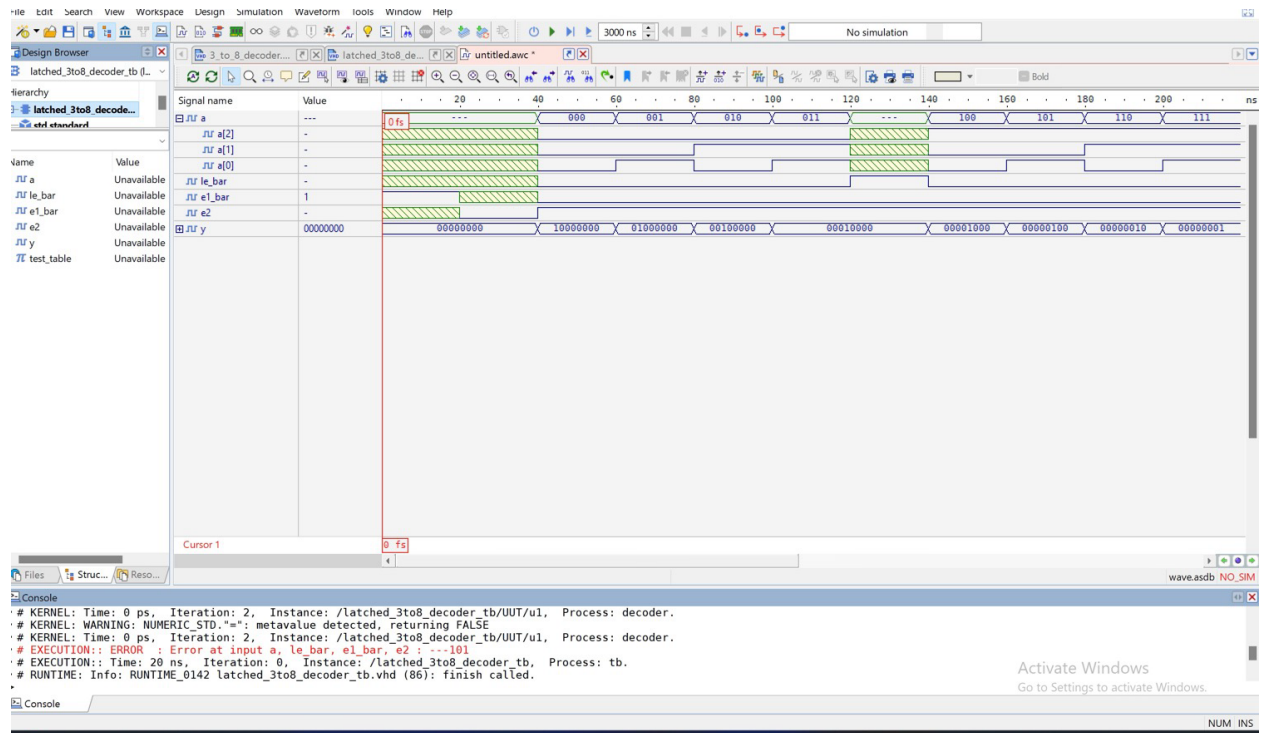 File Edit Search View Workspace Design Simulation Waveform Tools Window Help
3000 ns No simulation
Design Browser
3_to_8_decoder.... latched_3to8_de... untitled.awc *
latched_3to8_decoder_tb (l...
Bold
Hierarchy
latched_3to8_decode...
std.standard
Signal name Value 20 40 60 80 100 120 140 160 180 200 ns
a --- 0 fs --- 000 001 010 011 --- 100 101 110 111
a[2] -
a[1] -
a[0] -
le_bar -
e1_bar 1
e2 -
y 00000000 00000000 10000000 01000000 00100000 00010000 00001000 00000100 00000010 00000001
Name Value
a Unavailable
le_bar Unavailable
e1_bar Unavailable
e2 Unavailable
y Unavailable
test_table Unavailable
Cursor 1 0 fs
Files Struc... Reso...
wave.asdb NO_SIM
Console
# KERNEL: Time: 0 ps, Iteration: 2, Instance: /latched_3to8_decoder_tb/UUT/u1, Process: decoder.
# KERNEL: WARNING: NUMERIC_STD."=": metavalue detected, returning FALSE
# KERNEL: Time: 0 ps, Iteration: 2, Instance: /latched_3to8_decoder_tb/UUT/u1, Process: decoder.
# EXECUTION:: ERROR : Error at input a, le_bar, e1_bar, e2 : ---101
# EXECUTION:: Time: 20 ns, Iteration: 0, Instance: /latched_3to8_decoder_tb, Process: tb.
# RUNTIME: Info: RUNTIME_0142 latched_3to8_decoder_tb.vhd (86): finish called.
Activate Windows
Go to Settings to activate Windows.
Console
NUM INS